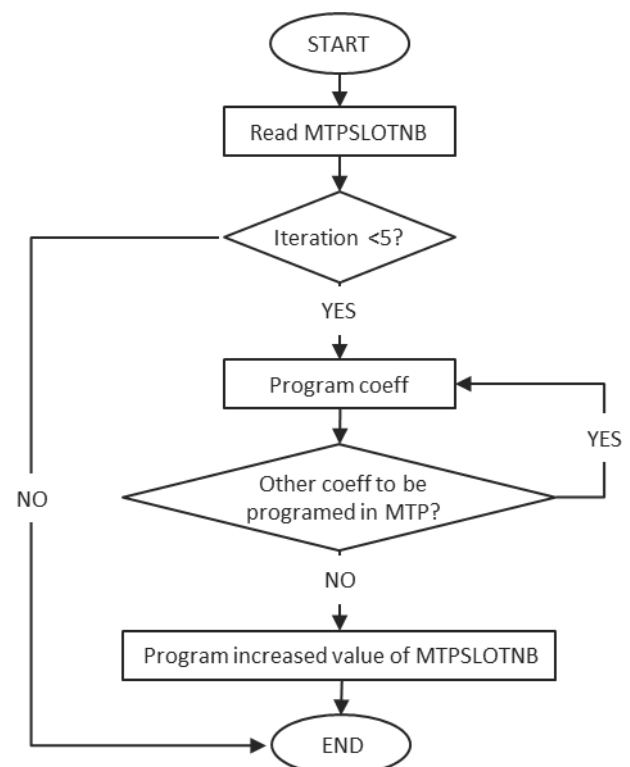 START
Read MTPSLOTNB
Iteration <5?
YES
Program coeff
YES
Other coeff to be
programed in MTP?
NO
NO
Program increased value of MTPSLOTNB
END